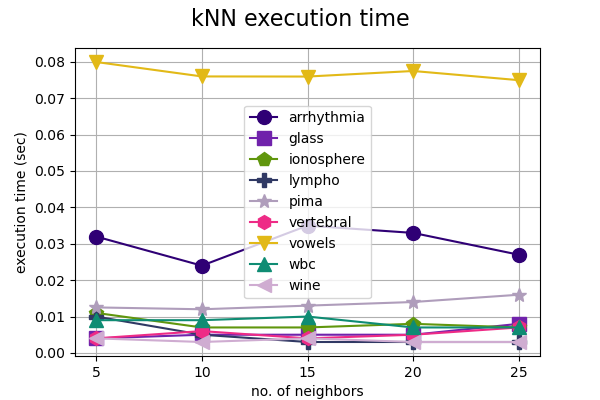 kNN execution time
execution time (sec)
0.08
0.07
0.06
0.05
0.04
0.03
0.02
0.01
0.00
arrhythmia
glass
ionosphere
lympho
pima
vertebral
vowels
wbc
wine
5 10 15 20 25
no. of neighbors